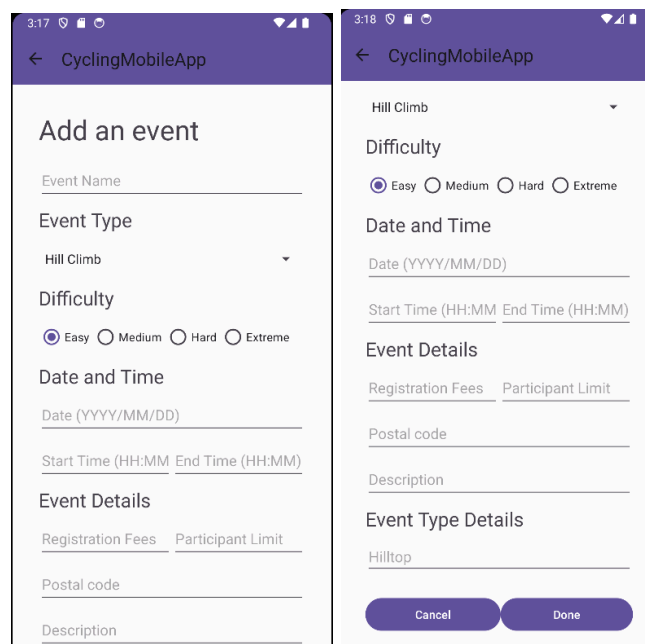 3:17
CyclingMobileApp
Add an event
Event Name
Event Type
Hill Climb
Difficulty
Easy Medium Hard Extreme
Date and Time
Date (YYYY/MM/DD)
Start Time (HH:MM End Time (HH:MM)
Event Details
Registration Fees Participant Limit
Postal code
Description
3:18
CyclingMobileApp
Hill Climb
Difficulty
Easy Medium Hard Extreme
Date and Time
Date (YYYY/MM/DD)
Start Time (HH:MM End Time (HH:MM)
Event Details
Registration Fees Participant Limit
Postal code
Description
Event Type Details
Hilltop
Cancel Done